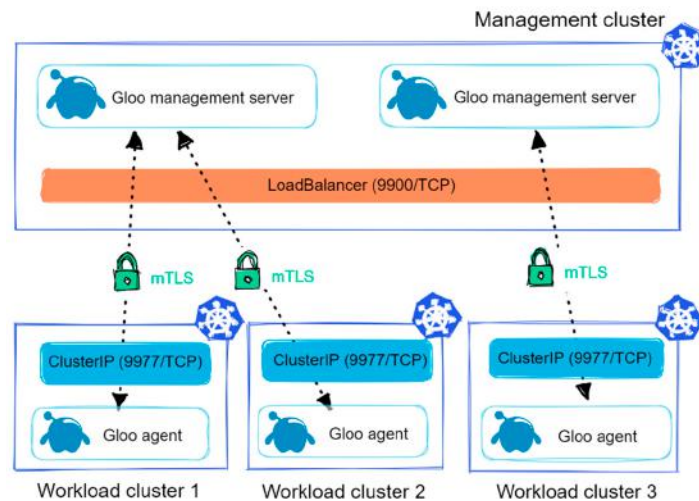 Management cluster
Gloo management server
Gloo management server
LoadBalancer (9900/TCP)
mTLS
mTLS
mTLS
ClusterIP (9977/TCP)
ClusterIP (9977/TCP)
ClusterIP (9977/TCP)
Gloo agent
Gloo agent
Gloo agent
Workload cluster 1
Workload cluster 2
Workload cluster 3